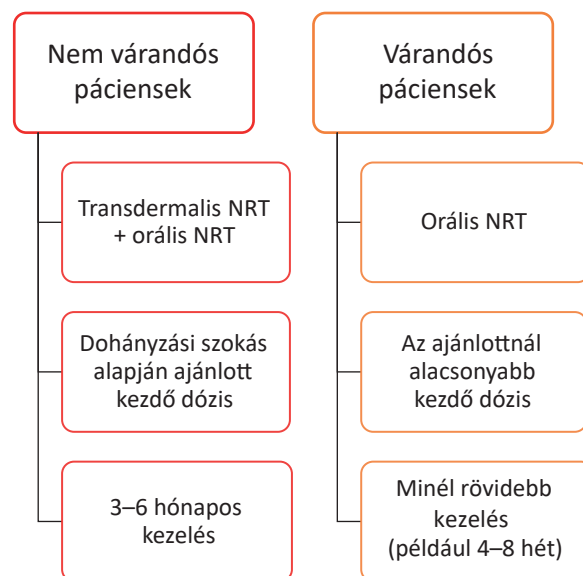 Nem várandós
páciensek
Transdermalis NRT
+ orális NRT
Dohányzási szokás
alapján ajánlott
kezdő dózis
3–6 hónapos
kezelés
Várandós
páciensek
Orális NRT
Az ajánlottnál
alacsonyabb
kezdő dózis
Minél rövidebb
kezelés
(például 4–8 hét)